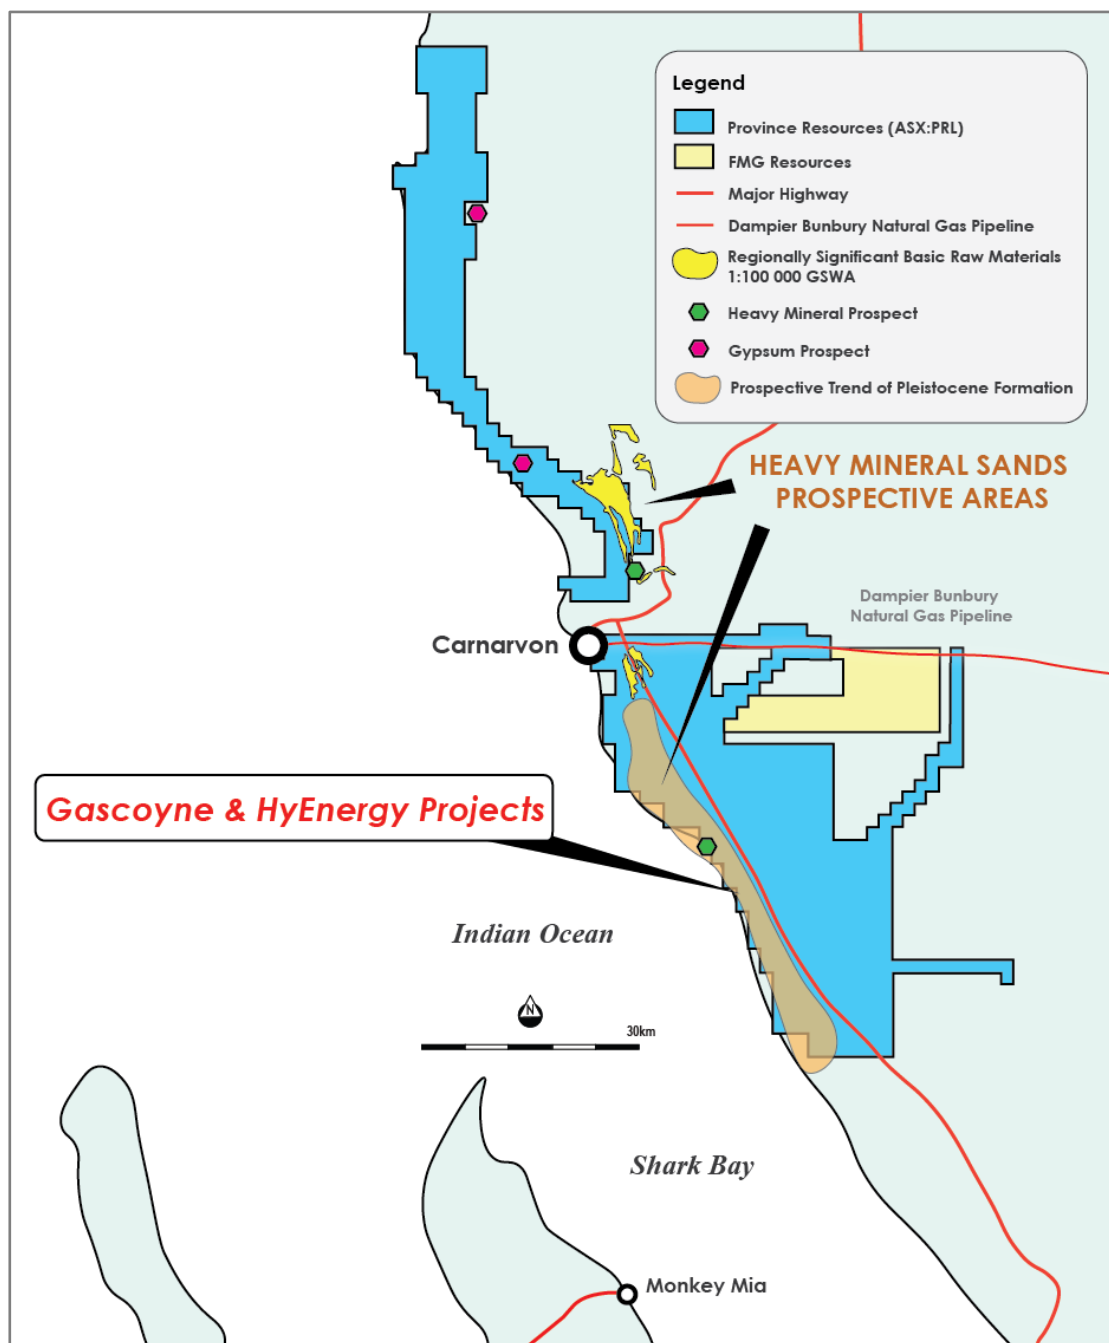 Legend
Province Resources (ASX:PRL)
FMG Resources
Major Highway
Dampier Bunbury Natural Gas Pipeline
Regionally Significant Basic Raw Materials
1:100 000 GSWA
Heavy Mineral Prospect
Gypsum Prospect
Prospective Trend of Pleistocene Formation
HEAVY MINERAL SANDS
PROSPECTIVE AREAS
Dampier Bunbury
Natural Gas Pipeline
Carnarvon
Gascoyne & HyEnergy Projects
Indian Ocean
N
30km
Shark Bay
Monkey Mia